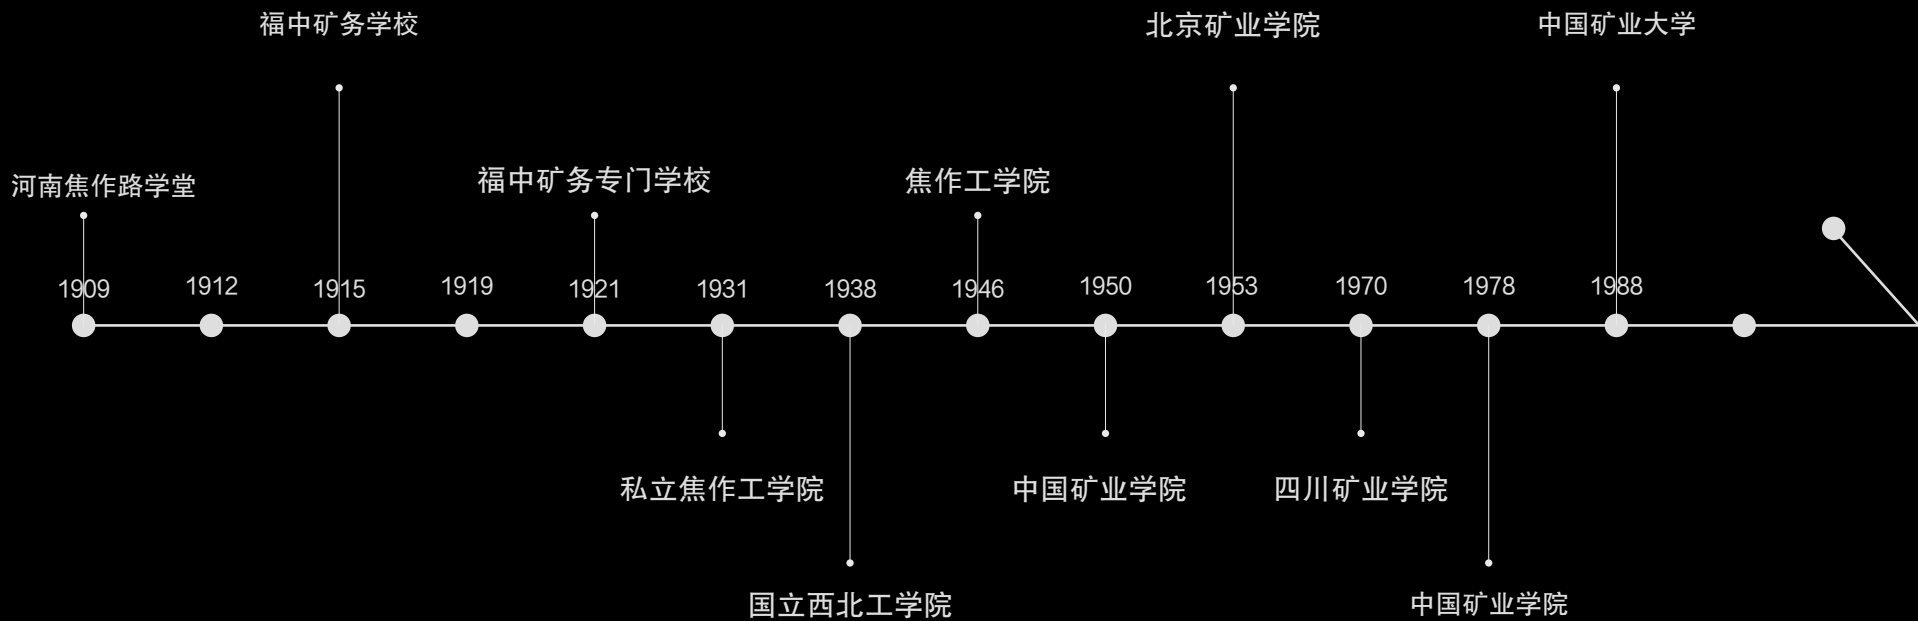 福中矿务学校
北京矿业学院
中国矿业大学
河南焦作路学堂
福中矿务专门学校
焦作工学院
1909
1912
1915
1919
1921
1931
1938
1946
1950
1953
1970
1978
1988
私立焦作工学院
中国矿业学院
四川矿业学院
国立西北工学院
中国矿业学院